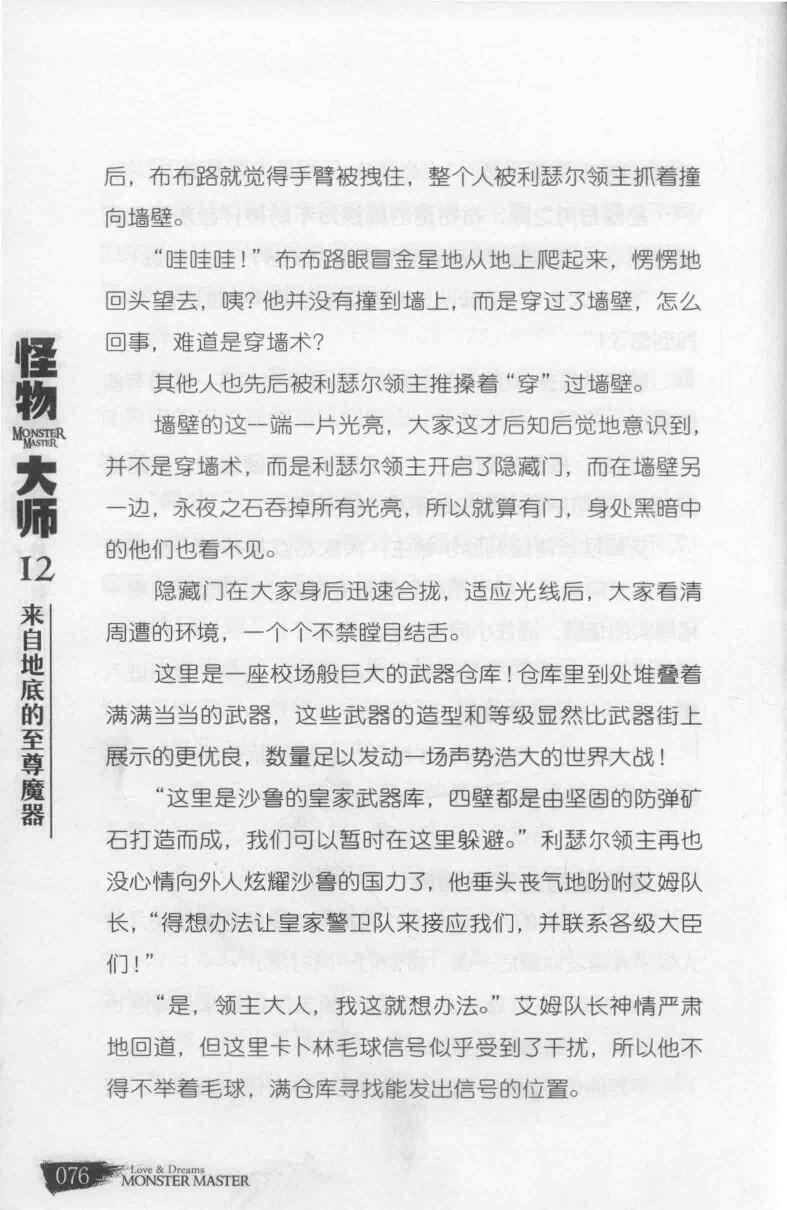 后，布布路就觉得手臂被拽住，整个人被利瑟尔领主抓着撞
向墙壁。
“哇哇哇！”布布路眼冒金星地从地上爬起来，愣愣地
回头望去，咦？他并没有撞到墙上，而是穿过了墙壁，怎么
回事，难道是穿墙术？
其他人也先后被利瑟尔领主推搡着“穿”过墙壁。
墙壁的这一端一片光亮，大家这才后知后觉地意识到，
并不是穿墙术，而是利瑟尔领主开启了隐藏门，而在墙壁另
一边，永夜之石吞掉所有光亮，所以就算有门，身处黑暗中
的他们也看不见。
隐藏门在大家身后迅速合拢，适应光线后，大家看清
周遭的环境，一个个不禁瞠目结舌。
这里是一座校场般巨大的武器仓库！仓库里到处堆叠着
满满当当的武器，这些武器的造型和等级显然比武器街上
展示的更优良，数量足以发动一场声势浩大的世界大战！
“这里是沙鲁的皇家武器库，四壁都是由坚固的防弹矿
石打造而成，我们可以暂时在这里躲避。”利瑟尔领主再也
没心情向外人炫耀沙鲁的国力了，他垂头丧气地吩咐艾姆队
长，“得想办法让皇家警卫队来接应我们，并联系各级大臣
们！”
“是，领主大人，我这就想办法。”艾姆队长神情严肃
地回道，但这里卡卜林毛球信号似乎受到了干扰，所以他不
得不举着毛球，满仓库寻找能发出信号的位置。
怪物
MONSTER
MASTER
大师
12
来自地底的至尊魔器
076
Love & Dreams
MONSTER MASTER